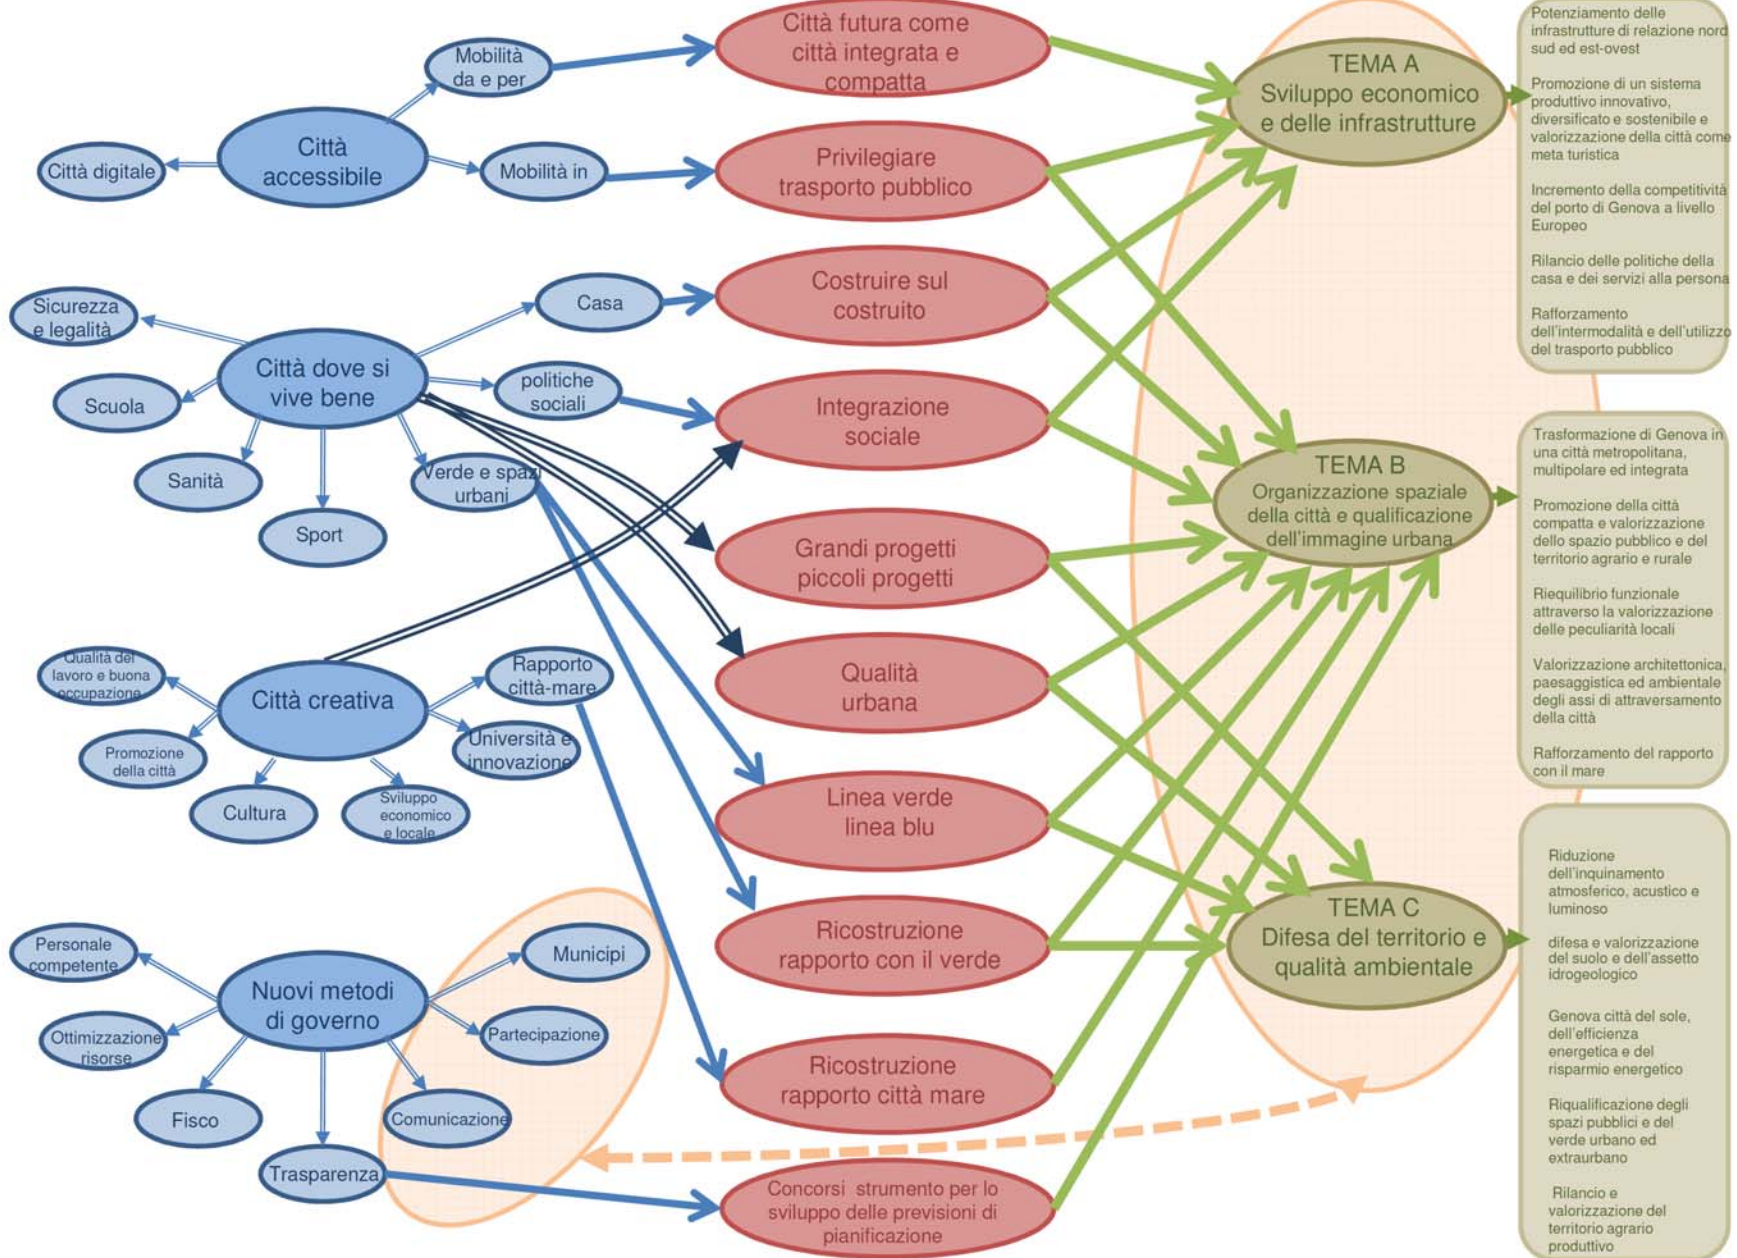 Mobilità
da e per
Città
accessibile
Città digitale
Mobilità in
Sicurezza
e legalità
Casa
Città dove si
vive bene
politiche
sociali
Scuola
Sanità
Verde e spazi
urbani
Sport
Qualità del
lavoro e buona
occupazione
Rapporto
città-mare
Città creativa
Promozione
della città
Università e
innovazione
Cultura
Sviluppo
economico
e locale
Personale
competente
Municipi
Nuovi metodi
di governo
Ottimizzazione
risorse
Partecipazione
Fisco
Comunicazione
Trasparenza
Città futura come
città integrata e
compatta
Privilegiare
trasporto pubblico
Costruire sul
costruito
Integrazione
sociale
Grandi progetti
piccoli progetti
Qualità
urbana
Linea verde
linea blu
Ricostruzione
rapporto con il verde
Ricostruzione
rapporto città mare
Concorsi strumento per lo
sviluppo delle previsioni di
pianificazione
TEMA A
Sviluppo economico
e delle infrastrutture
TEMA B
Organizzazione spaziale
della città e qualificazione
dell'immagine urbana
TEMA C
Difesa del territorio e
qualità ambientale
Potenziamento delle
infrastrutture di relazione nord
sud ed est-ovest
Promozione di un sistema
produttivo innovativo,
diversificato e sostenibile e
valorizzazione della città come
meta turistica
Incremento della competitività
del porto di Genova a livello
Europeo
Rilancio delle politiche della
casa e dei servizi alla persona
Rafforzamento
dell'intermodalità e dell'utilizzo
del trasporto pubblico
Trasformazione di Genova in
una città metropolitana,
multipolare ed integrata
Promozione della città
compatta e valorizzazione
dello spazio pubblico e del
territorio agrario e rurale
Riequilibrio funzionale
attraverso la valorizzazione
delle peculiarità locali
Valorizzazione architettonica,
paesaggistica ed ambientale
degli assi di attraversamento
della città
Rafforzamento del rapporto
con il mare
Riduzione
dell'inquinamento
atmosferico, acustico e
luminoso
difesa e valorizzazione
del suolo e dell'assetto
idrogeologico
Genova città del sole,
dell'efficienza
energetica e del
risparmio energetico
Riqualificazione degli
spazi pubblici e del
verde urbano ed
extraurbano
Rilancio e
valorizzazione del
territorio agrario
produttivo